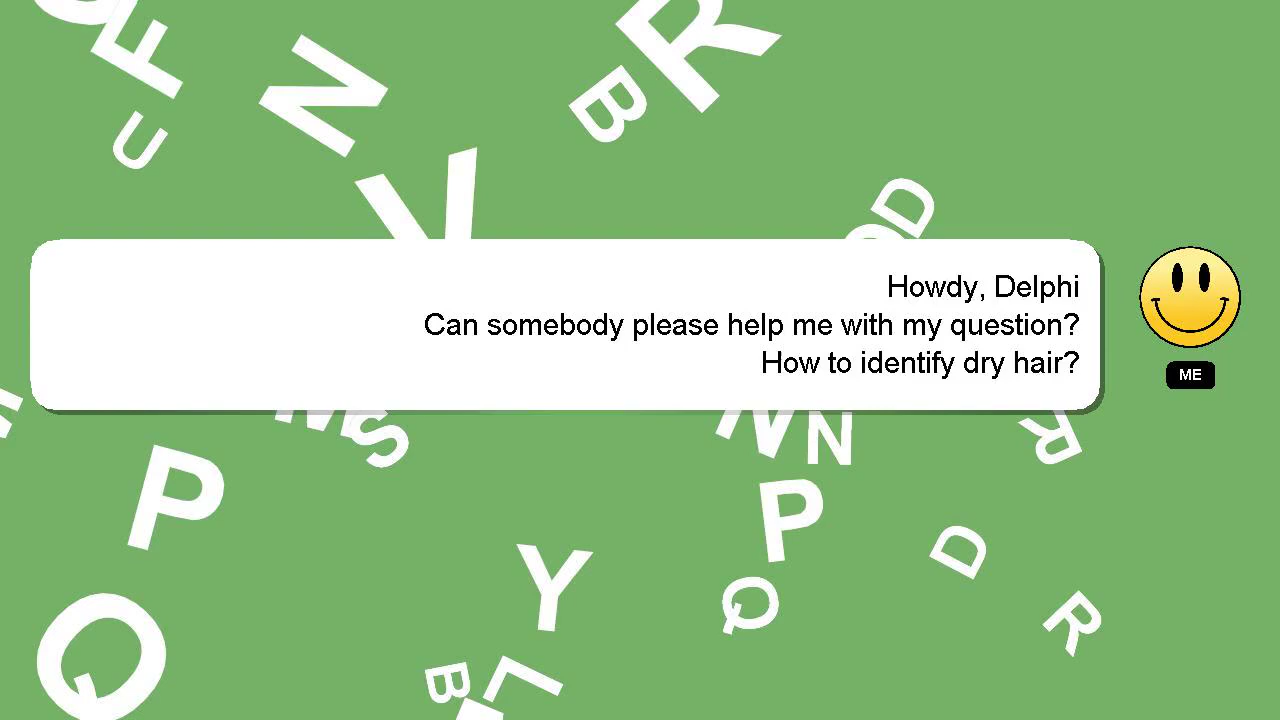 Howdy, Delphi
Can somebody please help me with my question?
How to identify dry hair?
ME
F
U
N
B
R
V
D
M
S
N
N
R
P
P
Y
D
Q
Q
R
B
L